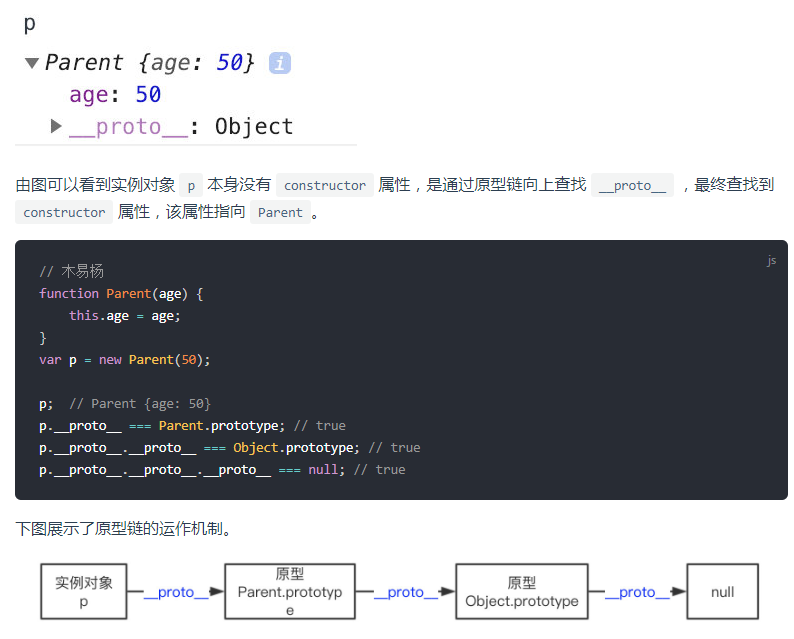 p
▼Parent {age: 50} i
age: 50
▶__proto__: Object
由图可以看到实例对象 p 本身没有 constructor 属性，是通过原型链向上查找 __proto__ ，最终查找到
constructor 属性，该属性指向 Parent 。
js
// 木易杨
function Parent(age) {
    this.age = age;
}
var p = new Parent(50);
p;  // Parent {age: 50}
p.__proto__ === Parent.prototype; // true
p.__proto__.__proto__ === Object.prototype; // true
p.__proto__.__proto__.__proto__ === null; // true
下图展示了原型链的运作机制。
实例对象
p
__proto__
原型
Parent.prototyp
e
__proto__
原型
Object.prototype
__proto__
null